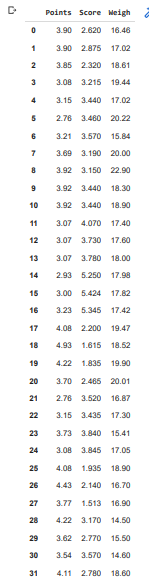 Points Score Weigh
0 3.90 2.620 16.46
1 3.90 2.875 17.02
2 3.85 2.320 18.61
3 3.08 3.215 19.44
4 3.15 3.440 17.02
5 2.76 3.460 20.22
6 3.21 3.570 15.84
7 3.69 3.190 20.00
8 3.92 3.150 22.90
9 3.92 3.440 18.30
10 3.92 3.440 18.90
11 3.07 4.070 17.40
12 3.07 3.730 17.60
13 3.07 3.780 18.00
14 2.93 5.250 17.98
15 3.00 5.424 17.82
16 3.23 5.345 17.42
17 4.08 2.200 19.47
18 4.93 1.615 18.52
19 4.22 1.835 19.90
20 3.70 2.465 20.01
21 2.76 3.520 16.87
22 3.15 3.435 17.30
23 3.73 3.840 15.41
24 3.08 3.845 17.05
25 4.08 1.935 18.90
26 4.43 2.140 16.70
27 3.77 1.513 16.90
28 4.22 3.170 14.50
29 3.62 2.770 15.50
30 3.54 3.570 14.60
31 4.11 2.780 18.60